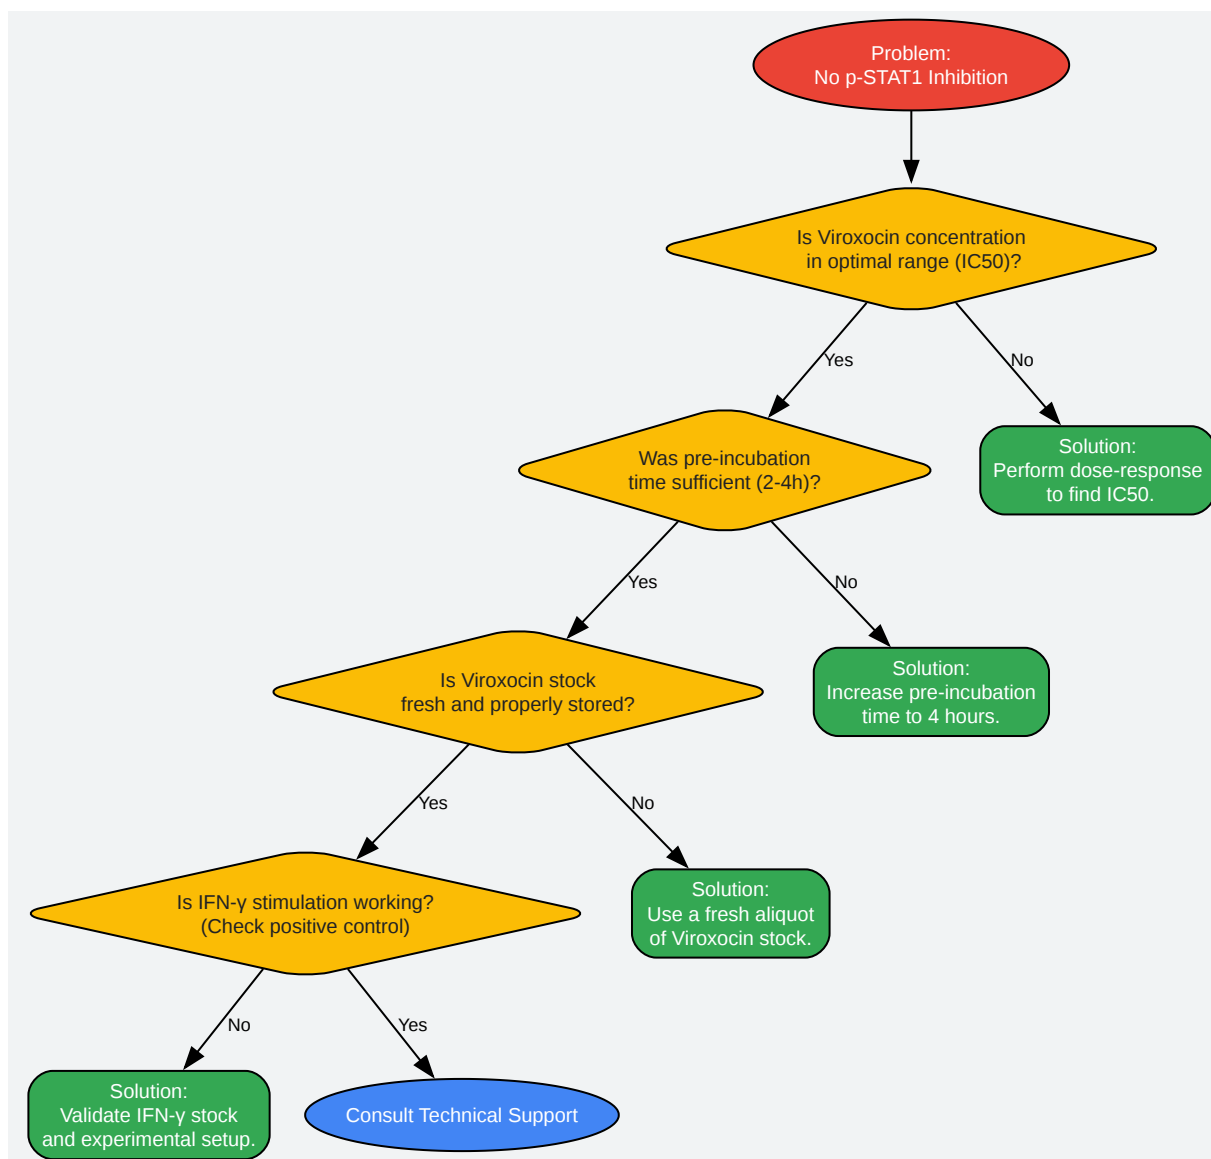 Problem:
No p-STAT1 Inhibition
Is Viroxocin concentration
in optimal range (IC50)?
Yes
No
Was pre-incubation
time sufficient (2-4h)?
Solution:
Perform dose-response
to find IC50.
Yes
No
Is Viroxocin stock
fresh and properly stored?
Solution:
Increase pre-incubation
time to 4 hours.
Yes
No
Is IFN-γ stimulation working?
(Check positive control)
Solution:
Use a fresh aliquot
of Viroxocin stock.
No
Yes
Solution:
Validate IFN-γ stock
and experimental setup.
Consult Technical Support